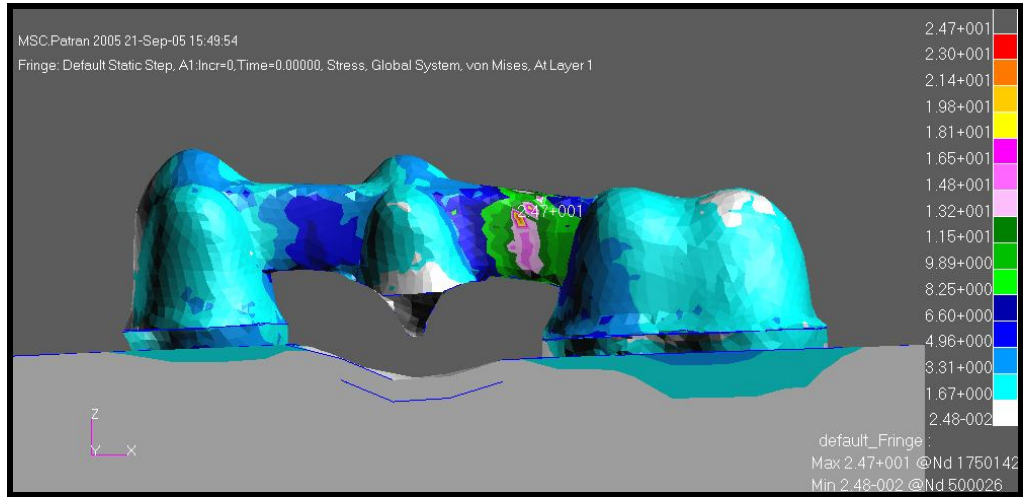 MSC.Patran 2005 21-Sep-05 15:49:54
Fringe: Default Static Step, A1:Incr=0,Time=0.00000, Stress, Global System, von Mises, At Layer 1
2.47+001
2.30+001
2.14+001
1.98+001
1.81+001
1.65+001
1.48+001
1.32+001
1.15+001
9.89+000
8.25+000
6.60+000
4.96+000
3.31+000
1.67+000
2.48-002
2.47+001
Z
Y
X
default_Fringe :
Max 2.47+001 @Nd 1750142
Min 2.48-002 @Nd 500026